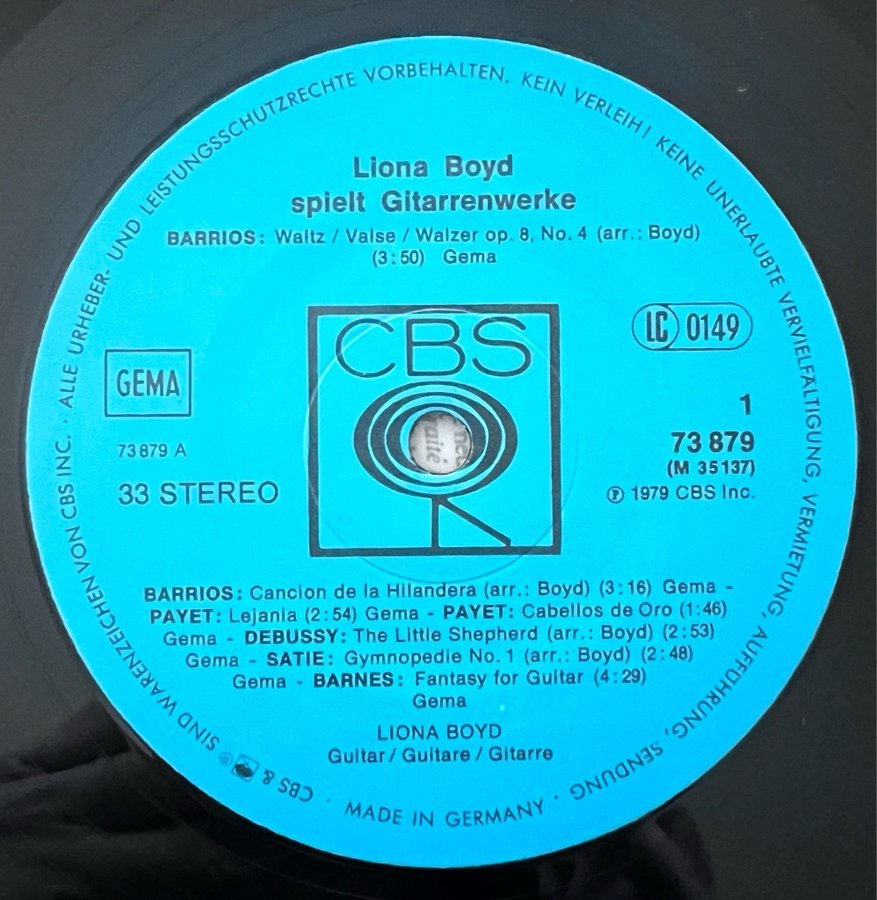 ALLE URHEBER- UND LEISTUNGSSCHUTZRECHTE VORBEHALTEN. KEIN VERLEIH! KEINE UNERLAUBTE VERVIELFÄLTIGUNG, VERMIETUNG, AUFFÜHRUNG, SENDUNG
Liona Boyd
spielt Gitarrenwerke
BARRIOS: Waltz / Valse / Walzer op. 8, No. 4 (arr.: Boyd)
(3:50) Gema
CBS
LC 0149
GEMA
1
73 879 A
73 879
(M 35137)
33 STEREO
℗ 1979 CBS Inc.
BARRIOS: Cancion de la Hilandera (arr.: Boyd) (3:16) Gema -
PAYET: Lejania (2:54) Gema - PAYET: Cabellos de Oro (1:46)
Gema - DEBUSSY: The Little Shepherd (arr.: Boyd) (2:53)
Gema - SATIE: Gymnopedie No. 1 (arr.: Boyd) (2:48)
Gema - BARNES: Fantasy for Guitar (4:29)
Gema
LIONA BOYD
Guitar / Guitare / Gitarre
CBS & ® SIND WARENZEICHEN VON CBS INC.
MADE IN GERMANY